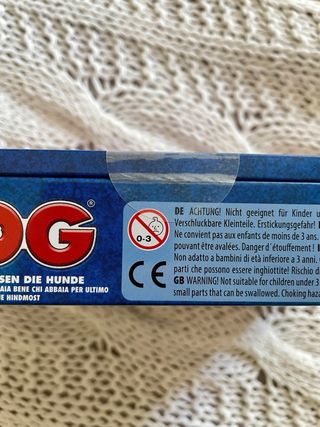 OG®
SEN DIE HUNDE
BENE CHI ABBAIA PER ULTIMO
HINDMOST
0-3
CE
DE ACHTUNG! Nicht geeignet für Kinder
Verschluckbare Kleinteile. Erstickungsgefahr!
Ne convient pas aux enfants de moins de 3 ans.
pouvant être avalées. Danger d´étouffement!
Non adatto a bambini di età inferiore a 3 anni.
parti che possono essere inghiottite! Rischio
GB WARNING! Not suitable for children under 3
small parts that can be swallowed. Choking